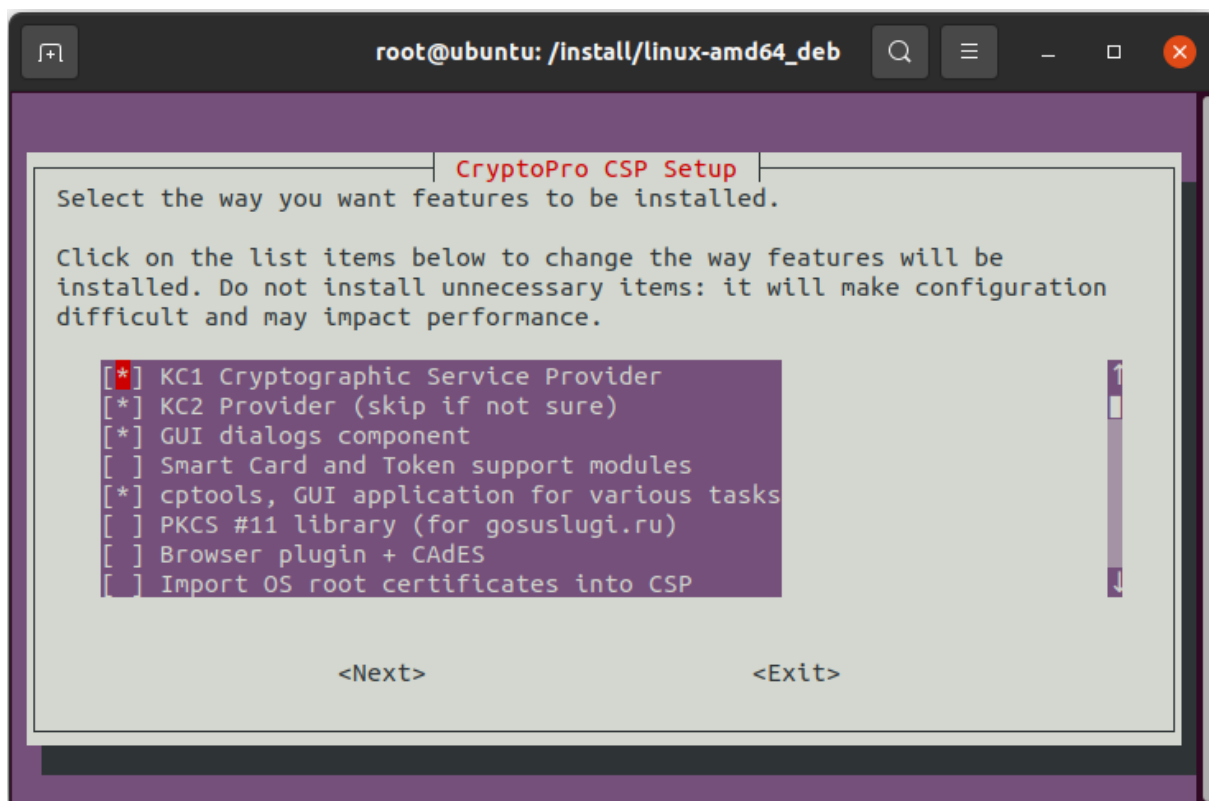 root@ubuntu: /install/linux-amd64_deb
CryptoPro CSP Setup
Select the way you want features to be installed.
Click on the list items below to change the way features will be
installed. Do not install unnecessary items: it will make configuration
difficult and may impact performance.
[*] KC1 Cryptographic Service Provider
[*] KC2 Provider (skip if not sure)
[*] GUI dialogs component
[ ] Smart Card and Token support modules
[*] cptools, GUI application for various tasks
[ ] PKCS #11 library (for gosuslugi.ru)
[ ] Browser plugin + CAdES
[ ] Import OS root certificates into CSP
<Next> <Exit>